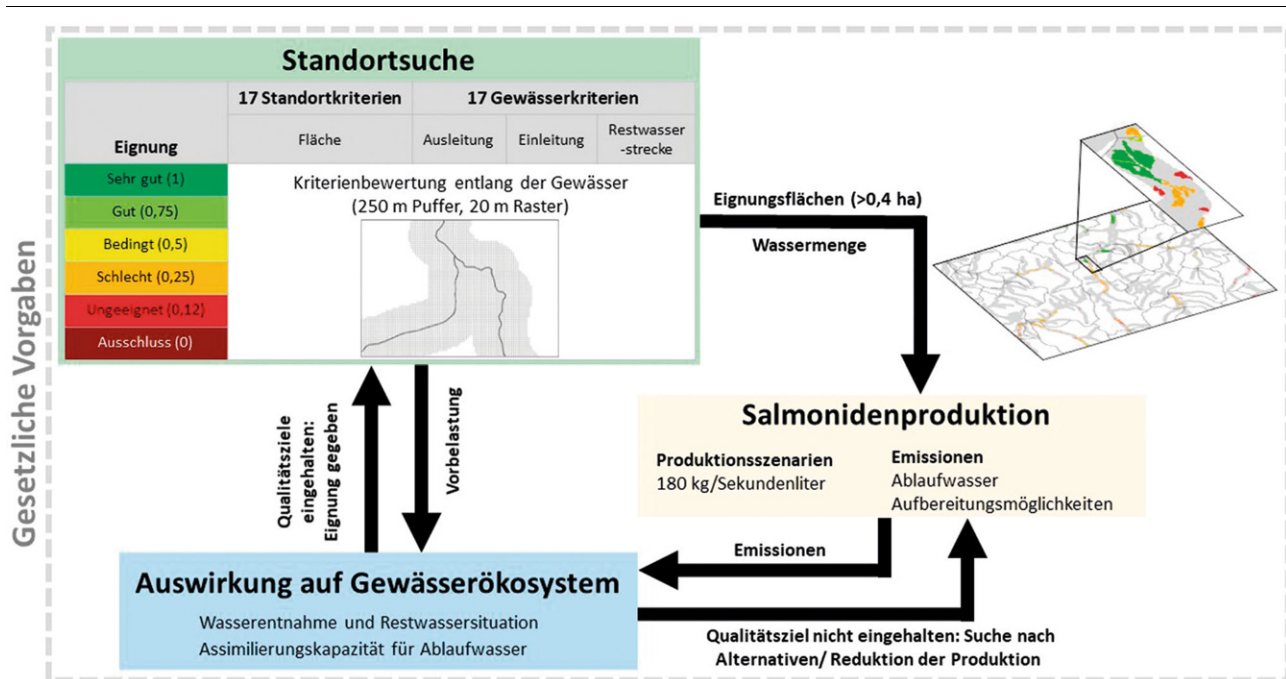 Gesetzliche Vorgaben
Standortsuche
17 Standortkriterien
17 Gewässerkriterien
Eignung
Fläche
Ausleitung
Einleitung
Restwasser
-strecke
Sehr gut (1)
Gut (0,75)
Bedingt (0,5)
Schlecht (0,25)
Ungeeignet (0,12)
Ausschluss (0)
Kriterienbewertung entlang der Gewässer
(250 m Puffer, 20 m Raster)
Eignungsflächen (>0,4 ha)
Wassermenge
Qualitätsziele
eingehalten:
Eignung gegeben
Vorbelastung
Salmonidenproduktion
Produktionsszenarien
180 kg/Sekundenliter
Emissionen
Ablaufwasser
Aufbereitungsmöglichkeiten
Emissionen
Auswirkung auf Gewässerökosystem
Wasserentnahme und Restwassersituation
Assimilierungskapazität für Ablaufwasser
Qualitätsziel nicht eingehalten: Suche nach
Alternativen/ Reduktion der Produktion